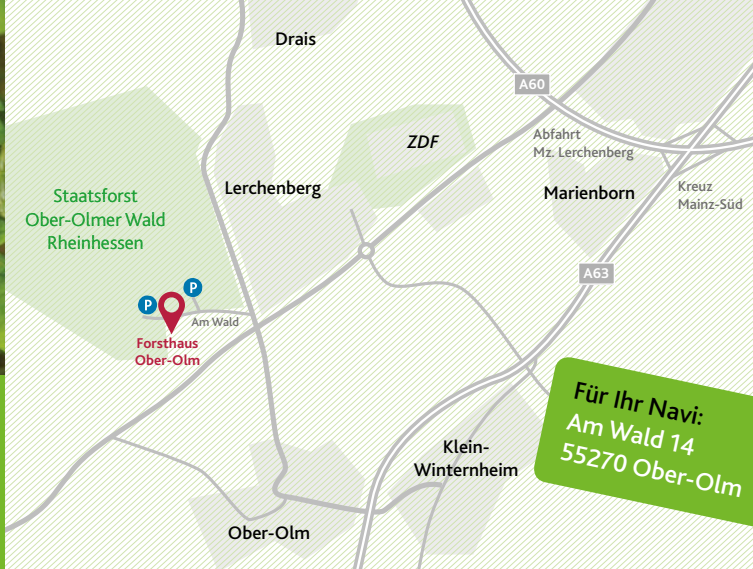 Drais
A60
ZDF
Abfahrt
Mz. Lerchenberg
Lerchenberg
Marienborn
Kreuz
Mainz-Süd
Staatsforst
Ober-Olmer Wald
Rheinhessen
A63
P
P
Am Wald
Forsthaus
Ober-Olm
Für Ihr Navi:
Am Wald 14
55270 Ober-Olm
Klein-
Winternheim
Ober-Olm